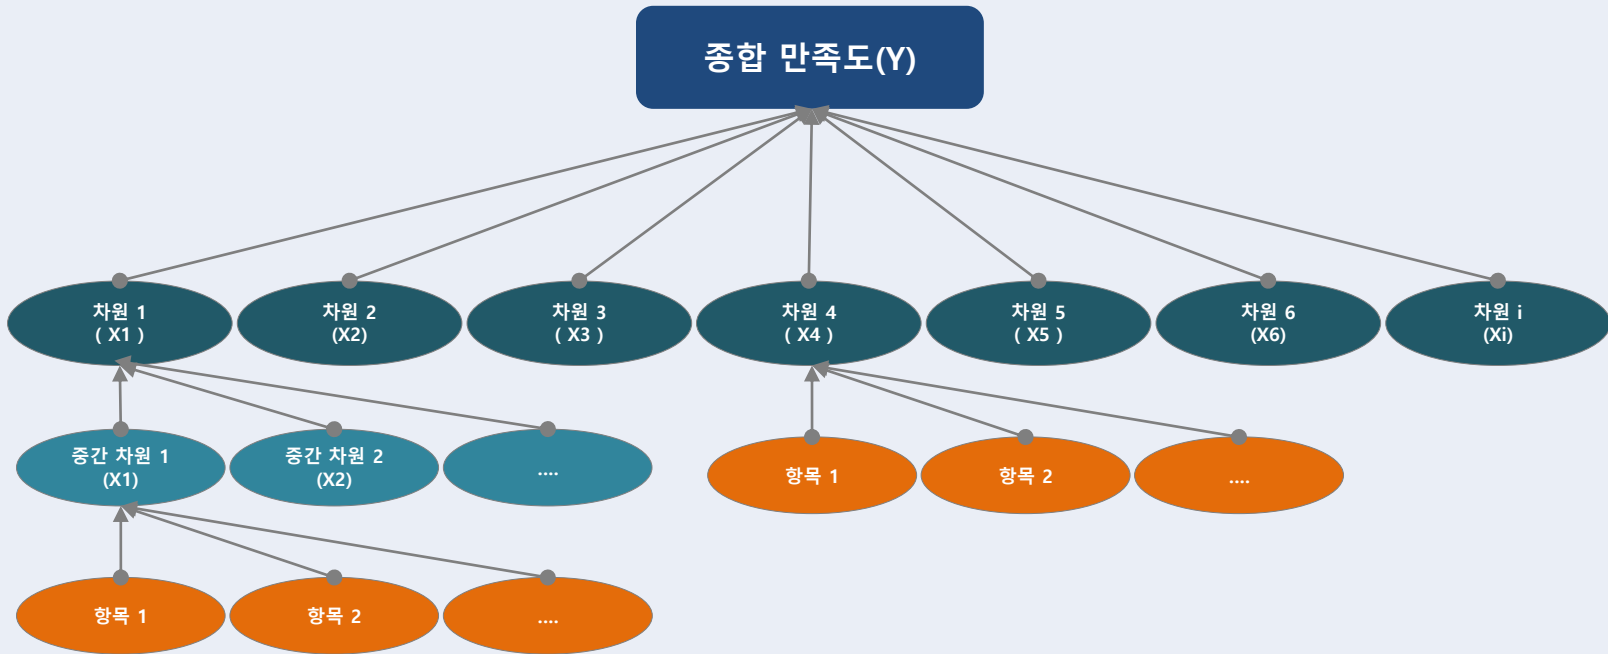 종합 만족도(Y)
차원 1
( X1 )
차원 2
(X2)
차원 3
( X3 )
차원 4
( X4 )
차원 5
( X5 )
차원 6
(X6)
차원 i
(Xi)
중간 차원 1
(X1)
중간 차원 2
(X2)
....
항목 1
항목 2
....
항목 1
항목 2
....